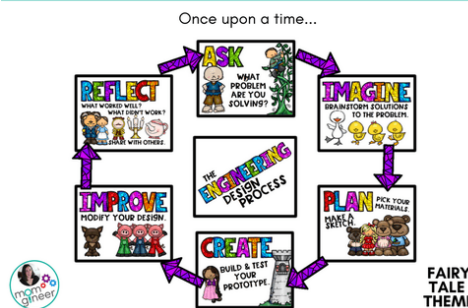 Once upon a time...
ASK
WHAT
PROBLEM
ARE YOU
SOLVING?
IMAGINE
BRAINSTORM SOLUTIONS
TO THE PROBLEM.
PLAN
PICK YOUR
MATERIALS.
MAKE A
SKETCH.
CREATE
BUILD & TEST
YOUR
PROTOTYPE.
IMPROVE
MODIFY YOUR DESIGN.
REFLECT
WHAT WORKED WELL?
WHAT DIDN'T WORK?
SHARE WITH OTHERS.
THE
ENGINEERING
DESIGN
PROCESS
mom
gineer
FAIRY
TALE
THEM